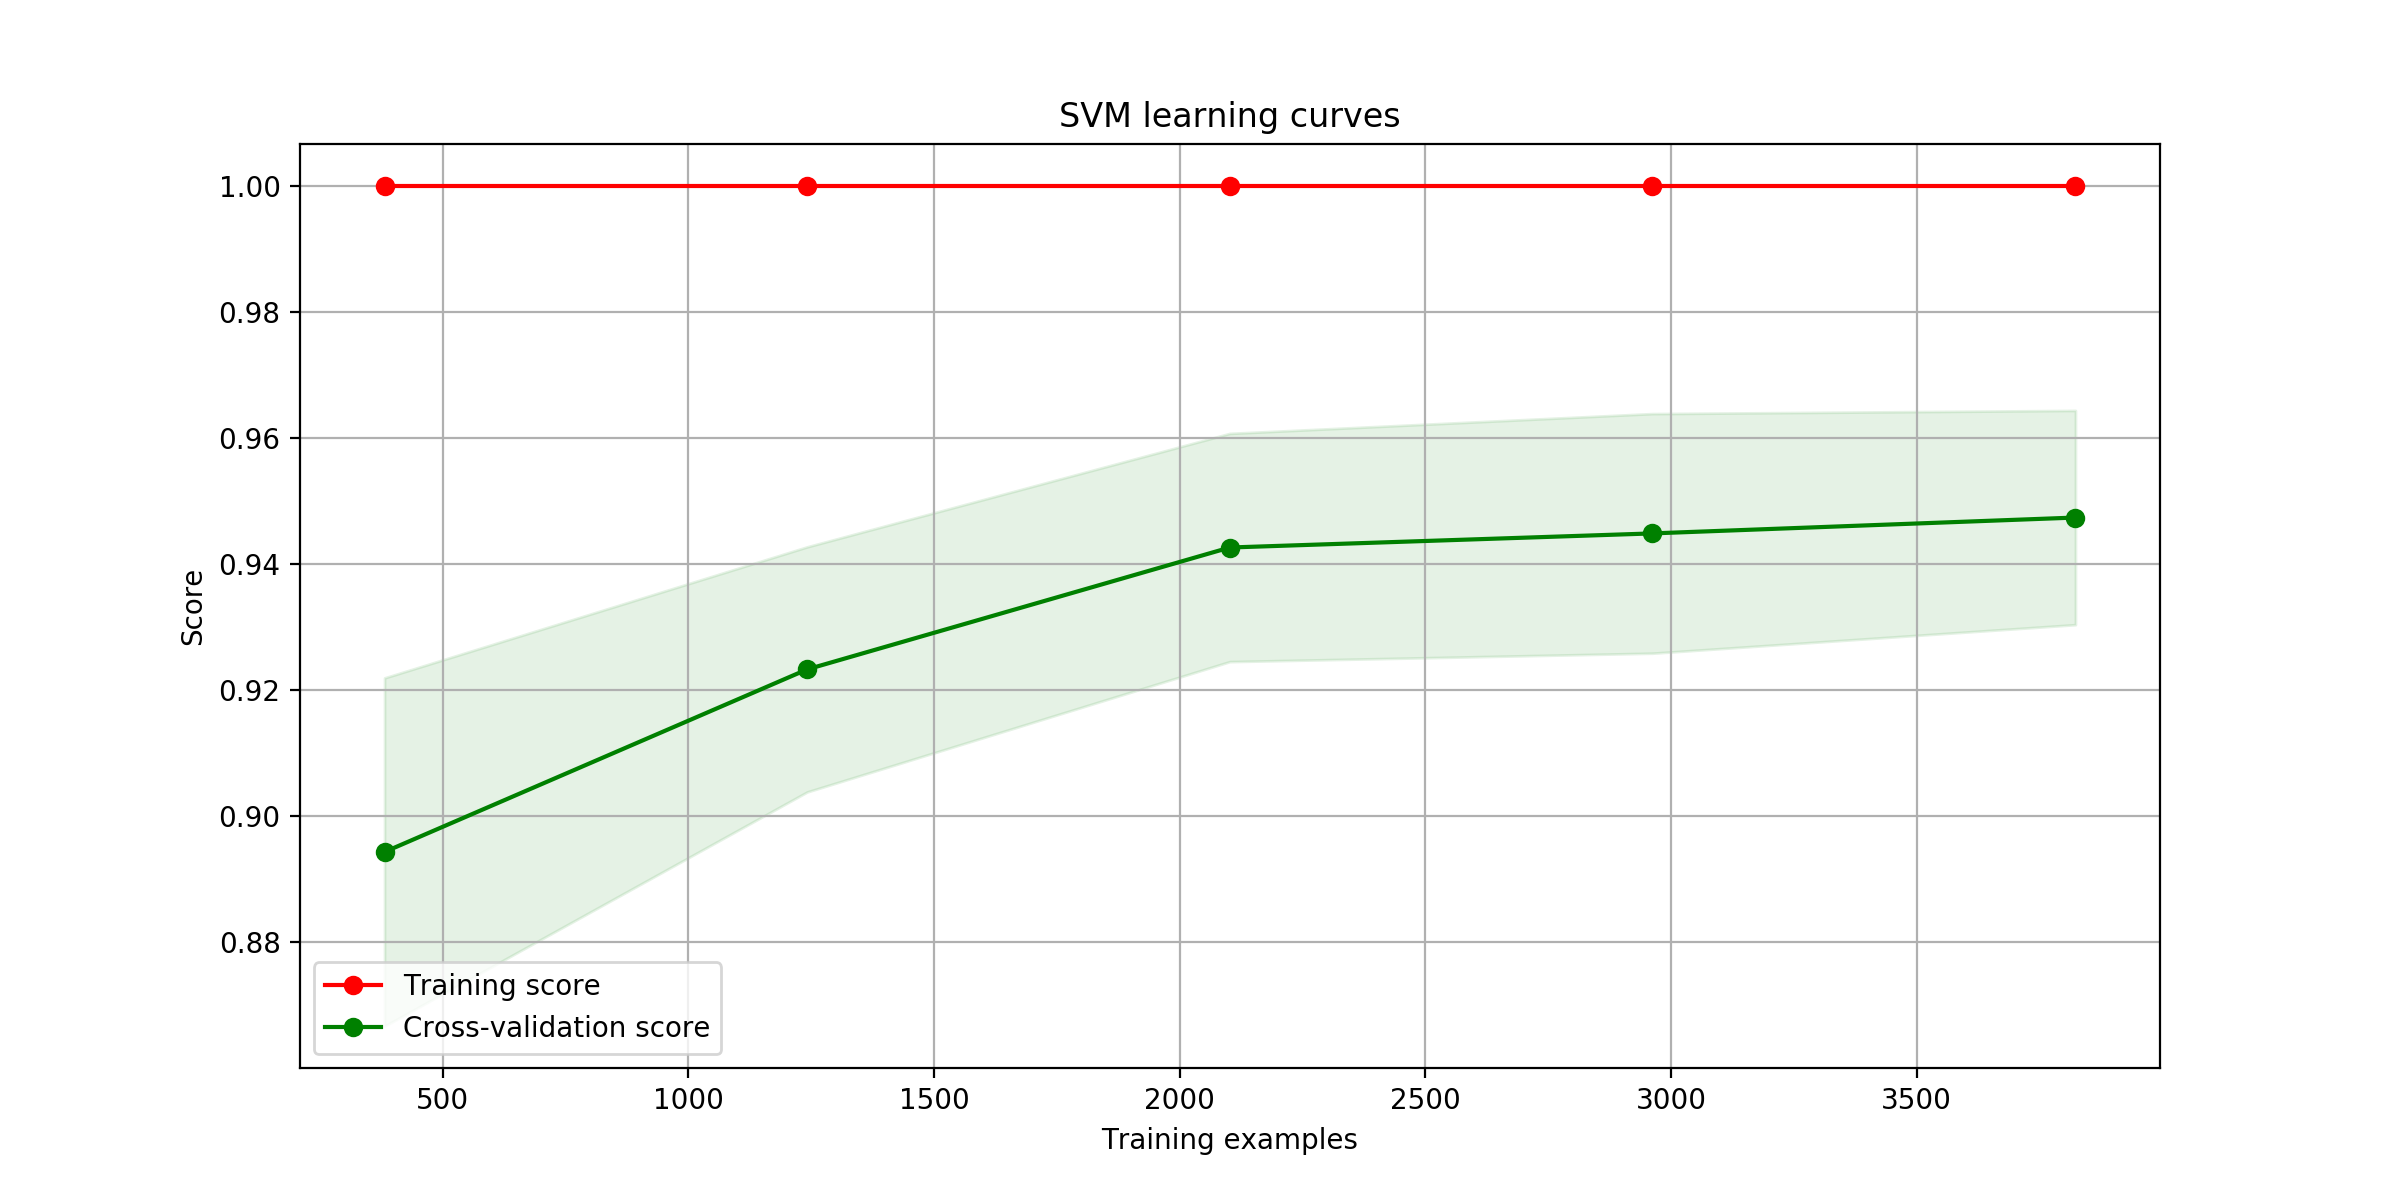 SVM learning curves
1.00
0.98
0.96
0.94
0.92
0.90
0.88
Score
Training score
Cross-validation score
500 1000 1500 2000 2500 3000 3500
Training examples